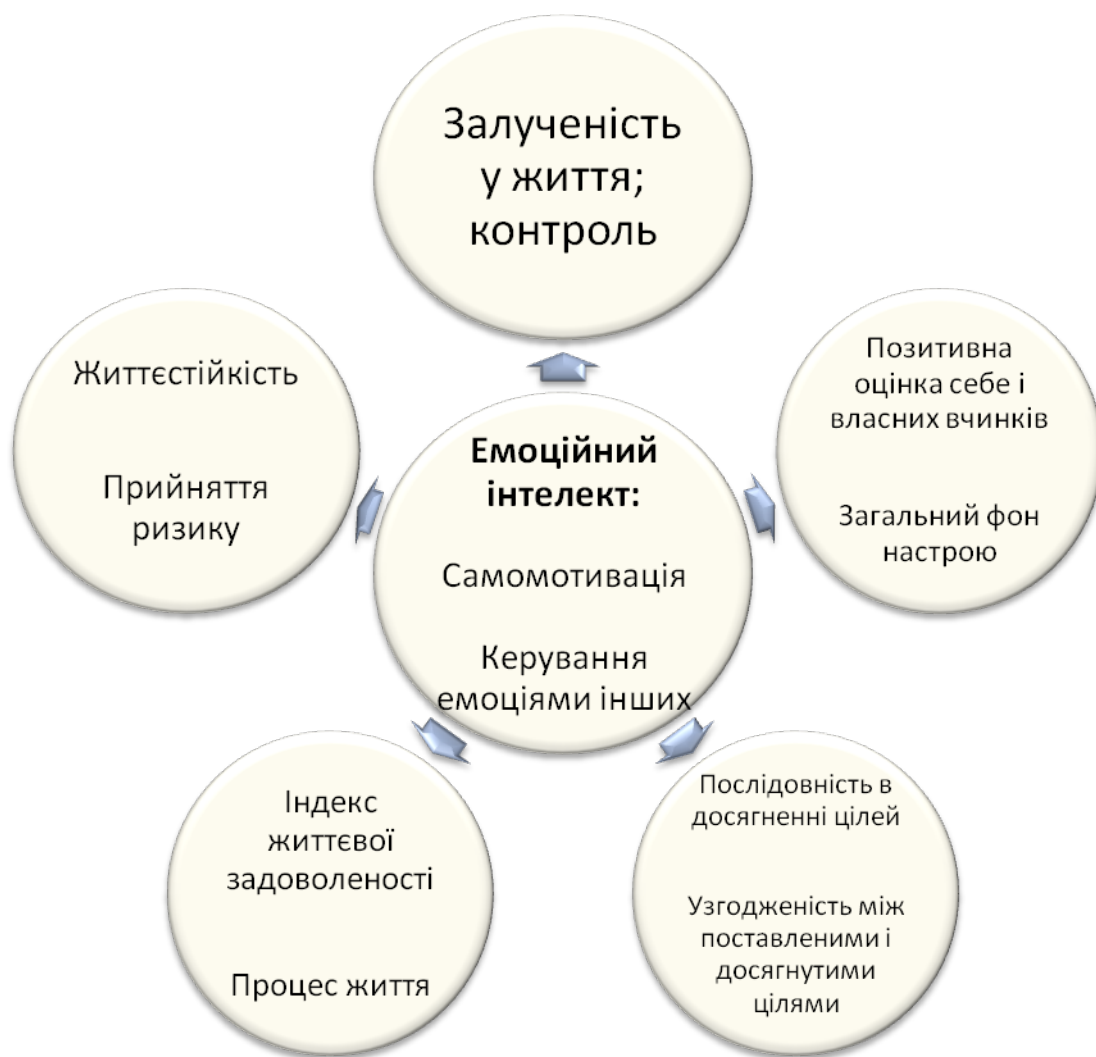 Залученість
у життя;
контроль
Життєстійкість
Прийняття
ризику
Позитивна
оцінка себе і
власних вчинків
Загальний фон
настрою
Емоційний
інтелект:
Самомотивація
Керування
емоціями інших
Індекс
життєвої
задоволеності
Процес життя
Послідовність в
досягненні цілей
Узгодженість між
поставленими і
досягнутими
цілями